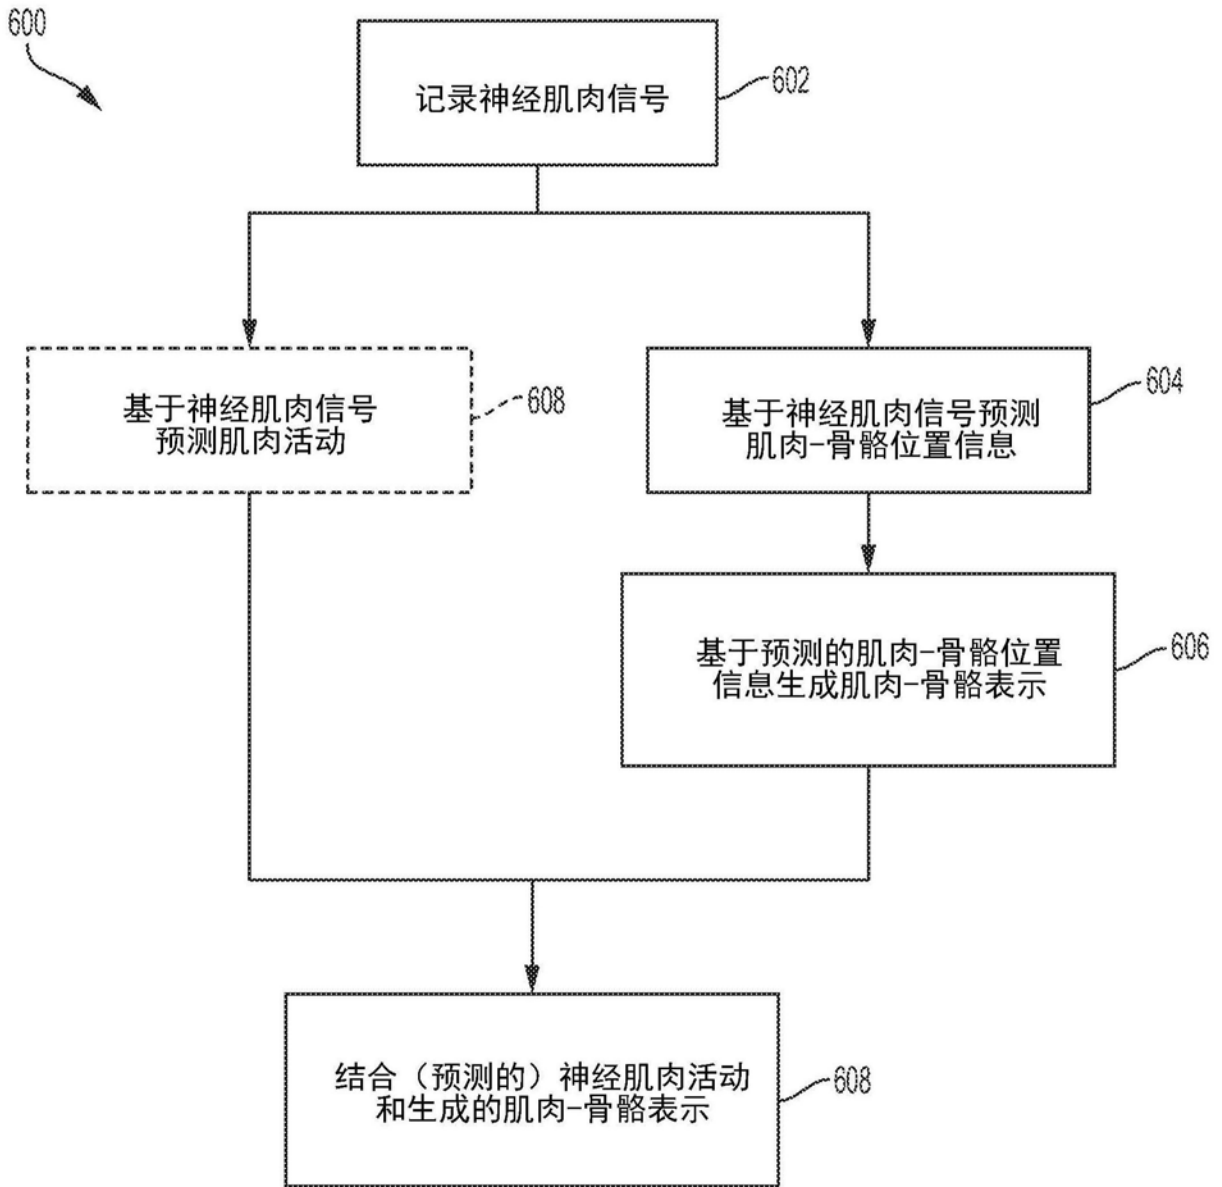 600
记录神经肌肉信号
602
基于神经肌肉信号
预测肌肉活动
608
基于神经肌肉信号预测
肌肉-骨骼位置信息
604
基于预测的肌肉-骨骼位置
信息生成肌肉-骨骼表示
606
结合（预测的）神经肌肉活动
和生成的肌肉-骨骼表示
608